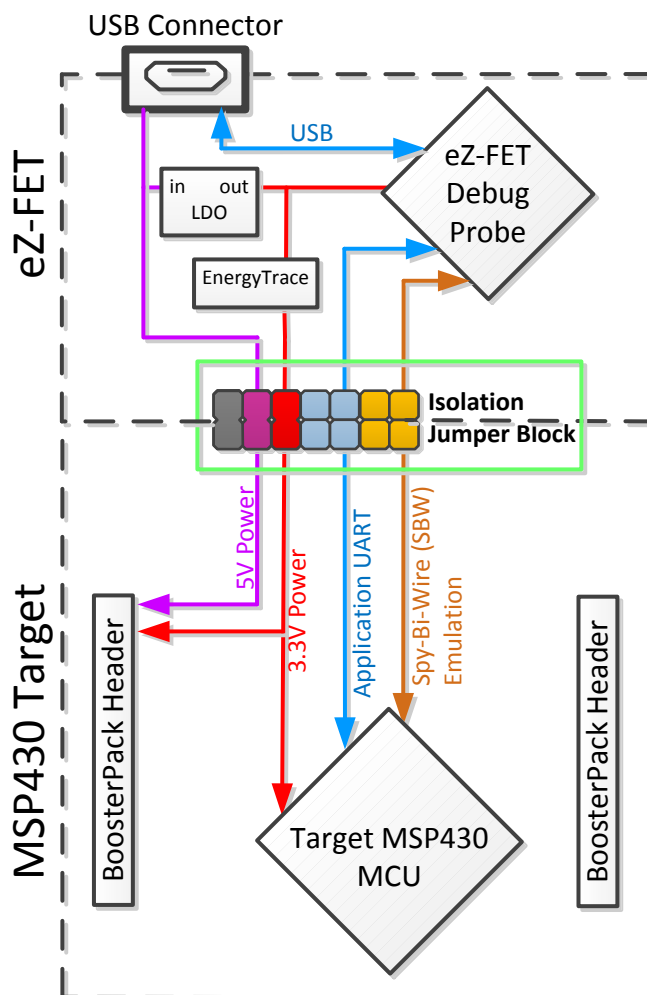 USB Connector
eZ-FET
USB
eZ-FET
Debug
Probe
in out
LDO
EnergyTrace
Isolation
Jumper Block
5V Power
3.3V Power
Application UART
Spy-Bi-Wire (SBW)
Emulation
MSP430 Target
BoosterPack Header
BoosterPack Header
Target MSP430
MCU